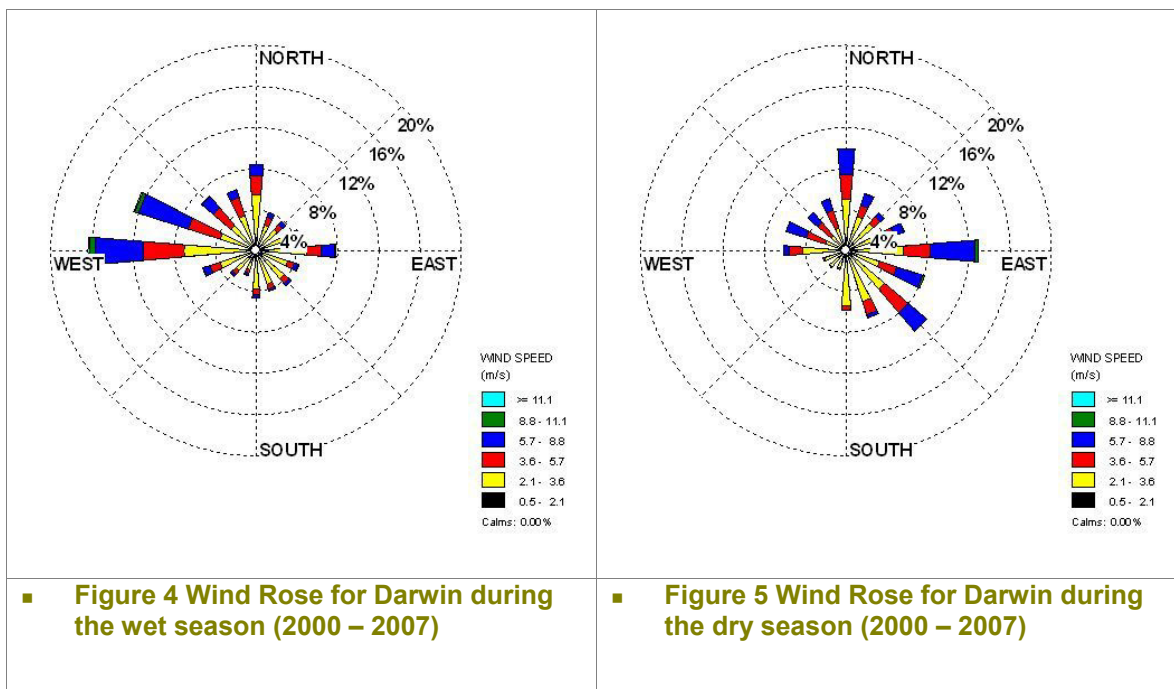 NORTH
20%
16%
12%
8%
4%
WEST
EAST
SOUTH
WIND SPEED
(m/s)
>= 11.1
8.8 - 11.1
5.7 - 8.8
3.6 - 5.7
2.1 - 3.6
0.5 - 2.1
Calms: 0.00%
▪ Figure 4 Wind Rose for Darwin during
the wet season (2000 – 2007)
NORTH
20%
16%
12%
8%
4%
WEST
EAST
SOUTH
WIND SPEED
(m/s)
>= 11.1
8.8 - 11.1
5.7 - 8.8
3.6 - 5.7
2.1 - 3.6
0.5 - 2.1
Calms: 0.00%
▪ Figure 5 Wind Rose for Darwin during
the dry season (2000 – 2007)